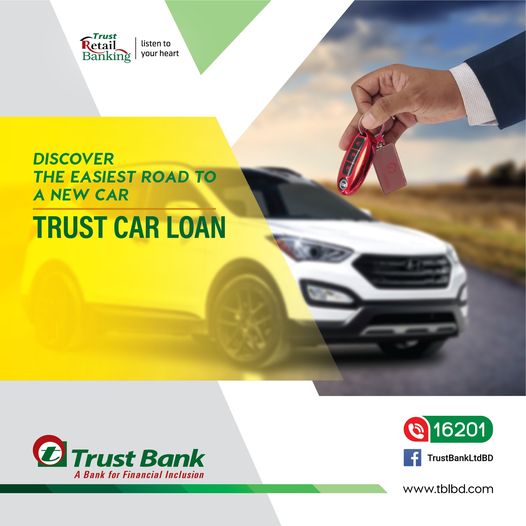 Trust
Retail
Banking
listen to
your heart
DISCOVER
THE EASIEST ROAD TO
A NEW CAR
TRUST CAR LOAN
t Trust Bank
A Bank for Financial Inclusion
16201
f TrustBankLtdBD
www.tblbd.com